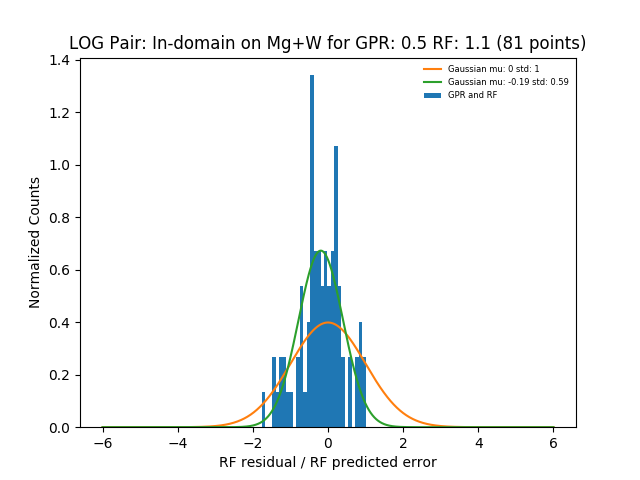 LOG Pair: In-domain on Mg+W for GPR: 0.5 RF: 1.1 (81 points)
Gaussian mu: 0 std: 1
Gaussian mu: -0.19 std: 0.59
GPR and RF
Normalized Counts
1.4
1.2
1.0
0.8
0.6
0.4
0.2
0.0
−6 −4 −2 0 2 4 6
RF residual / RF predicted error